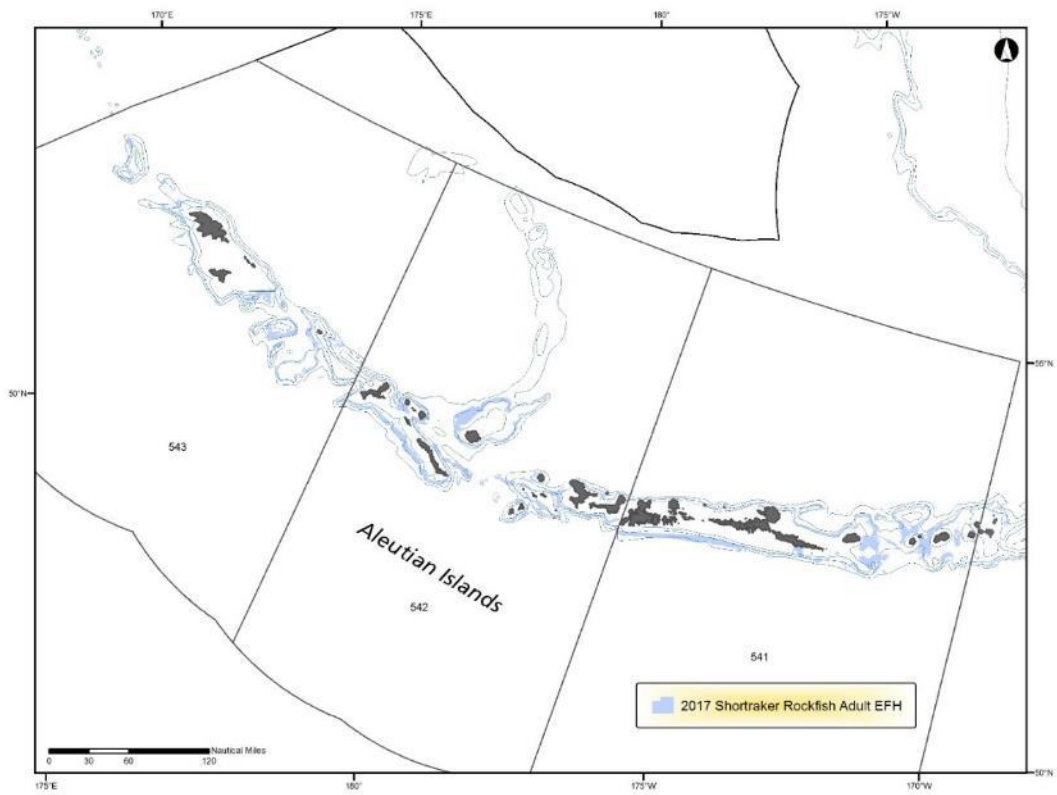 170°E 175°E 180° 175°W
50°N
55°N
543
Aleutian Islands
542
541
2017 Shortraker Rockfish Adult EFH
Nautical Miles
0 30 60 120
50°N
175°E 180° 175°W 170°W